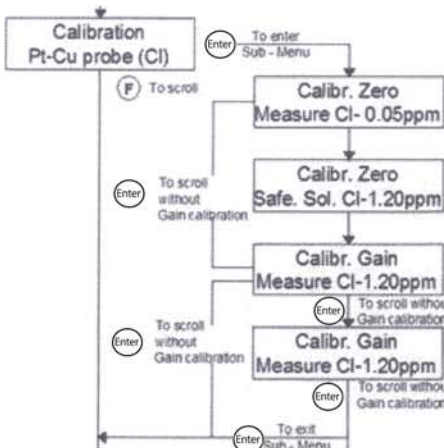 Calibration
Pt-Cu probe (Cl)
Enter
To enter
Sub - Menu
F
To scroll
Calibr. Zero
Measure Cl- 0.05ppm
Enter
To scroll
without
Gain calibration
Calibr. Zero
Safe. Sol. Cl-1.20ppm
Calibr. Gain
Measure Cl-1.20ppm
Enter
To scroll withou
Gain calibration
Enter
To scroll
without
Gain calibration
Calibr. Gain
Measure Cl-1.20ppm
Enter
To scroll withou
Gain calibration
Enter
To exit
Sub - Menu